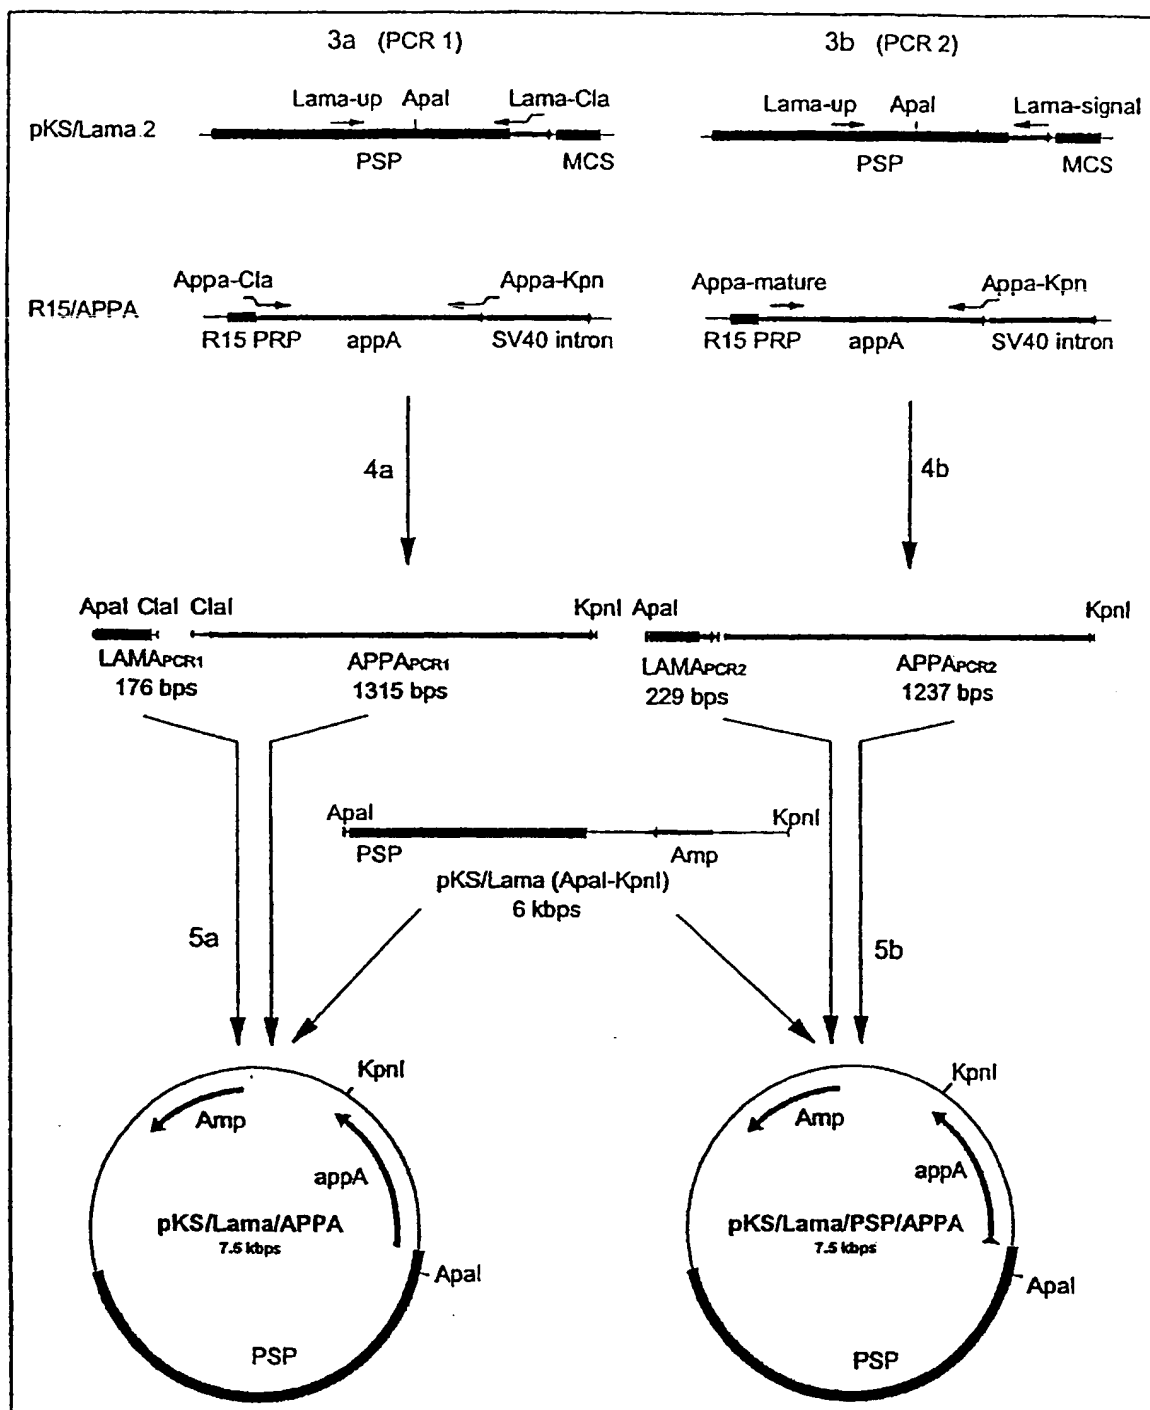 3a (PCR 1)
3b (PCR 2)
Lama-up ApaI Lama-Cla
Lama-up ApaI Lama-signal
pKS/Lama 2
PSP MCS
PSP MCS
Appa-Cla Appa-Kpn
Appa-mature Appa-Kpn
R15/APPA
R15 PRP appA SV40 intron
R15 PRP appA SV40 intron
4a
4b
ApaI ClaI ClaI KpnI
ApaI KpnI
LAMAPCR1
176 bps
APPAPCR1
1315 bps
LAMAPCR2
229 bps
APPAPCR2
1237 bps
ApaI KpnI
PSP Amp
pKS/Lama (ApaI-KpnI)
6 kbps
5a
5b
KpnI
Amp
appA
pKS/Lama/APPA
7.5 kbps
ApaI
PSP
KpnI
Amp
appA
pKS/Lama/PSP/APPA
7.5 kbps
ApaI
PSP